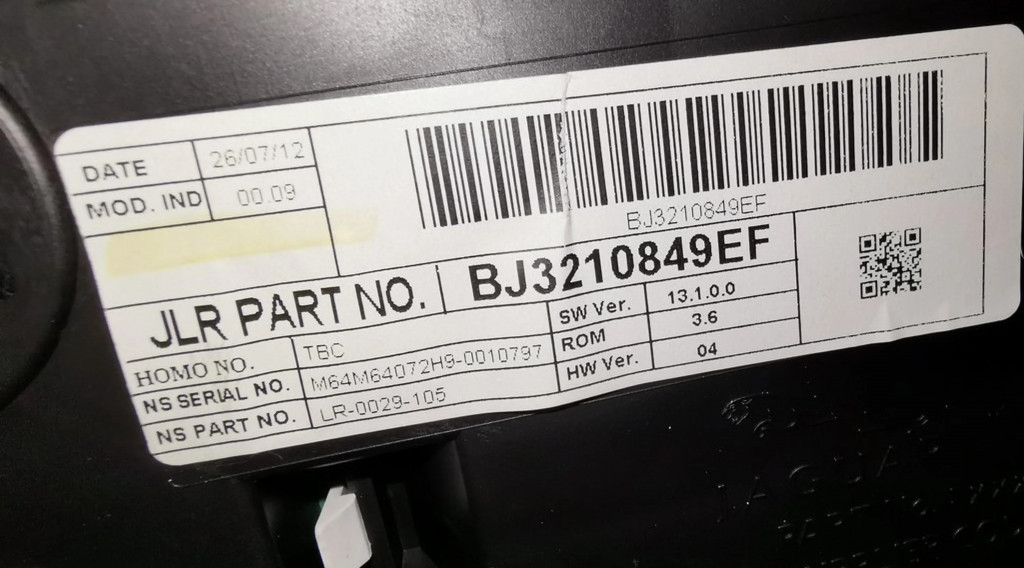 DATE 26/07/12
MOD. IND 00.09
BJ3210849EF
JLR PART NO. BJ3210849EF
HOMO NO. TBC
NS SERIAL NO. M64M64072H9-0010797
NS PART NO. LR-0029-105
SW Ver. 13.1.0.0
ROM 3.6
HW Ver. 04
JAGUAR
PART NO.